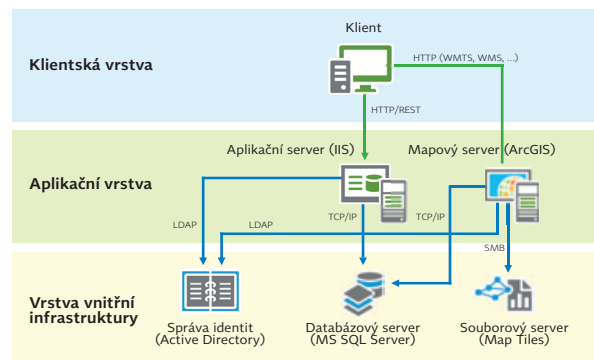 Klient
Klientská vrstva
HTTP (WMTS, WMS, ...)
HTTP/REST
Aplikační server (IIS)
Mapový server (ArcGIS)
Aplikační vrstva
LDAP
LDAP
TCP/IP
TCP/IP
SMB
Vrstva vnitřní
infrastruktury
Správa identit
(Active Directory)
Databázový server
(MS SQL Server)
Souborový server
(Map Tiles)